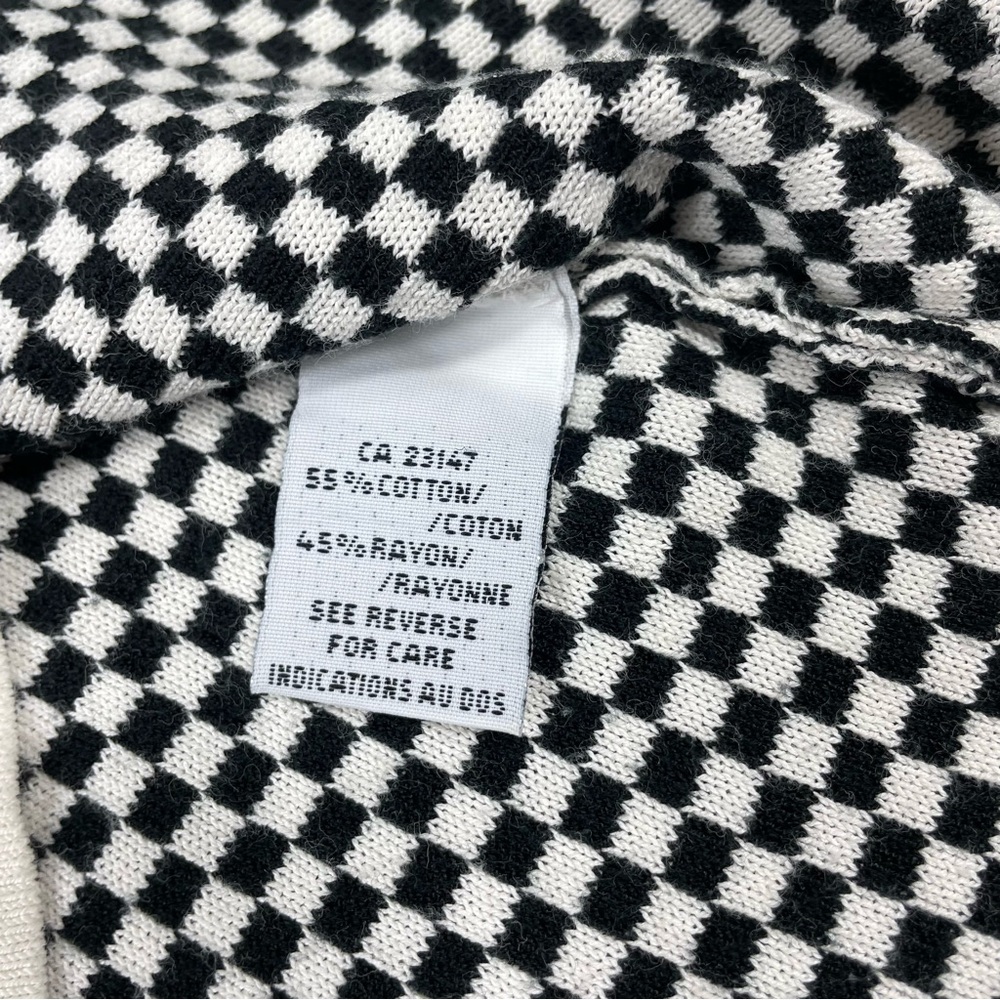 CA 23147
55%COTTON/
/COTON
45%RAYON/
/RAYONNE
SEE REVERSE
FOR CARE
INDICATIONS AU DOS